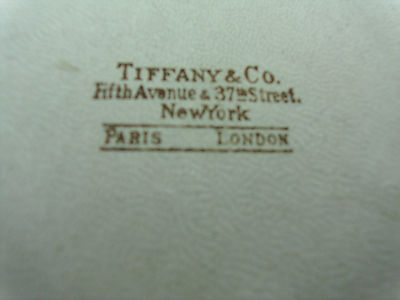 TIFFANY & CO.
Fifth Avenue & 37th Street.
New York
PARIS LONDON